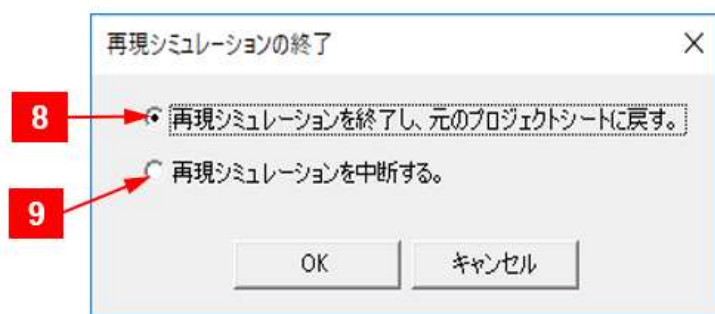 再現シミュレーションの終了
8
再現シミュレーションを終了し、元のプロジェクトシートに戻す。
再現シミュレーションを中断する。
9
OK キャンセル